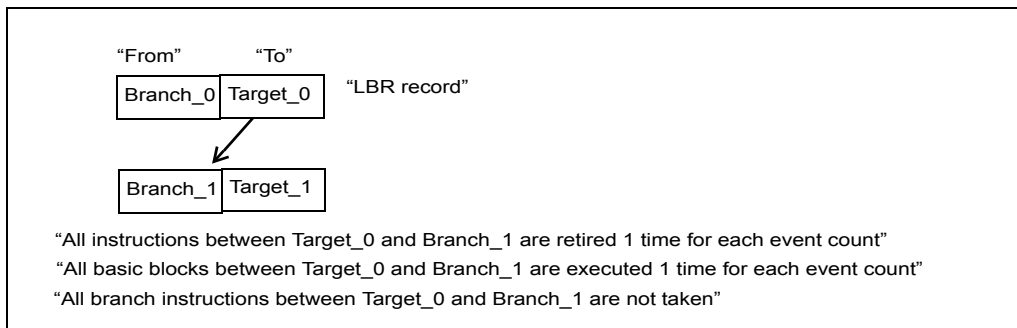 “From” “To”
Branch_0 Target_0 “LBR record”
Branch_1 Target_1
“All instructions between Target_0 and Branch_1 are retired 1 time for each event count”
“All basic blocks between Target_0 and Branch_1 are executed 1 time for each event count”
“All branch instructions between Target_0 and Branch_1 are not taken”